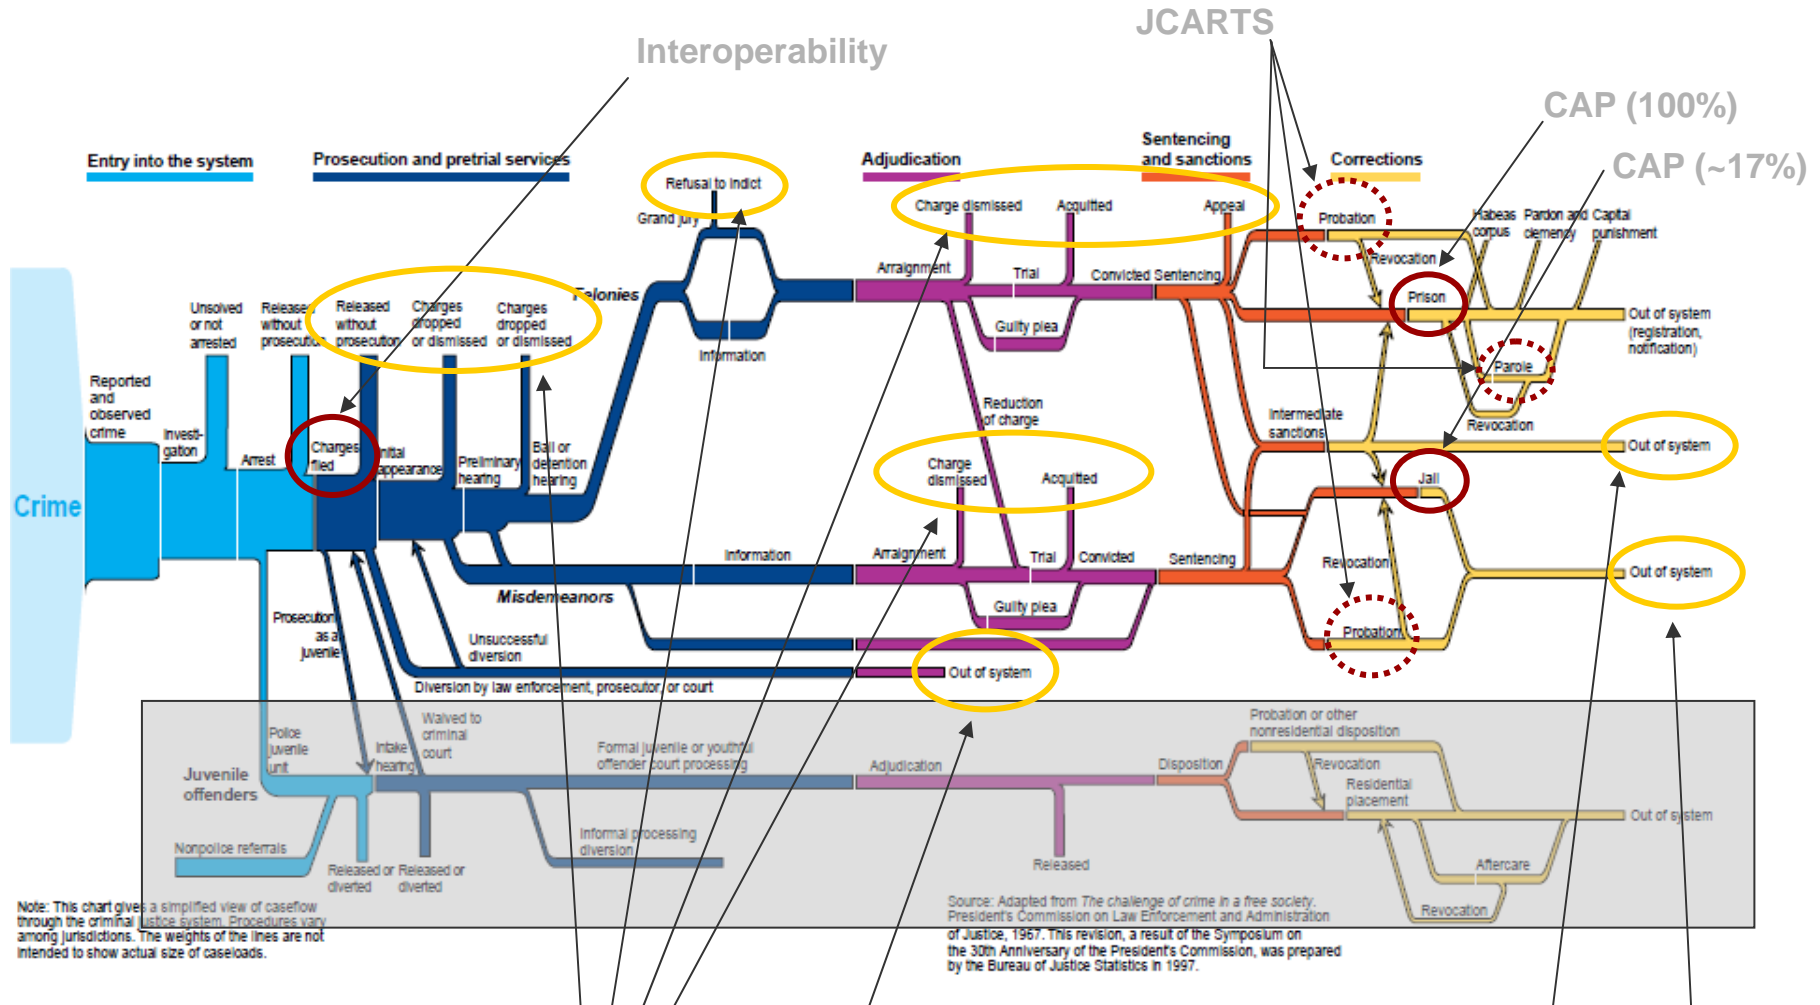 JCARTS
Interoperability
CAP (100%)
CAP (~17%)
Entry into the system
Prosecution and pretrial services
Adjudication
Sentencing
and sanctions
Corrections
Refusal to indict
Grand jury
Charge dismissed
Acquitted
Appeal
Probation
Habeas
corpus
Pardon and
clemency
Capital
punishment
Revocation
Arraignment
Trial
Convicted
Sentencing
Prison
Unsolved
or not
arrested
Released
without
prosecution
Released
without
prosecution
Charges
dropped
or dismissed
Charges
dropped
or dismissed
Felonies
Information
Guilty plea
Out of system
(registration,
notification)
Parole
Revocation
Reported
and
observed
crime
Investi-
gation
Arrest
Charges
filed
Initial
appearance
Preliminary
hearing
Bail or
detention
hearing
Reduction
of charge
Intermediate
sanctions
Out of system
Charge
dismissed
Acquitted
Jail
Crime
Information
Arraignment
Trial
Convicted
Sentencing
Revocation
Out of system
Misdemeanors
Guilty plea
Probation
Prosecution
as a
juvenile
Unsuccessful
diversion
Out of system
Diversion by law enforcement, prosecutor, or court
Police
juvenile
unit
Intake
hearing
Waived to
criminal
court
Formal juvenile or youthful
offender court processing
Adjudication
Disposition
Probation or other
nonresidential disposition
Revocation
Residential
placement
Juvenile
offenders
Out of system
Nonpolice referrals
Released or
diverted
Released or
diverted
Informal processing
diversion
Released
Aftercare
Revocation
Note: This chart gives a simplified view of caseflow
through the criminal justice system. Procedures vary
among jurisdictions. The weights of the lines are not
intended to show actual size of caseloads.
Source: Adapted from The challenge of crime in a free society.
President's Commission on Law Enforcement and Administration
of Justice, 1967. This revision, a result of the Symposium on
the 30th Anniversary of the President's Commission, was prepared
by the Bureau of Justice Statistics in 1997.